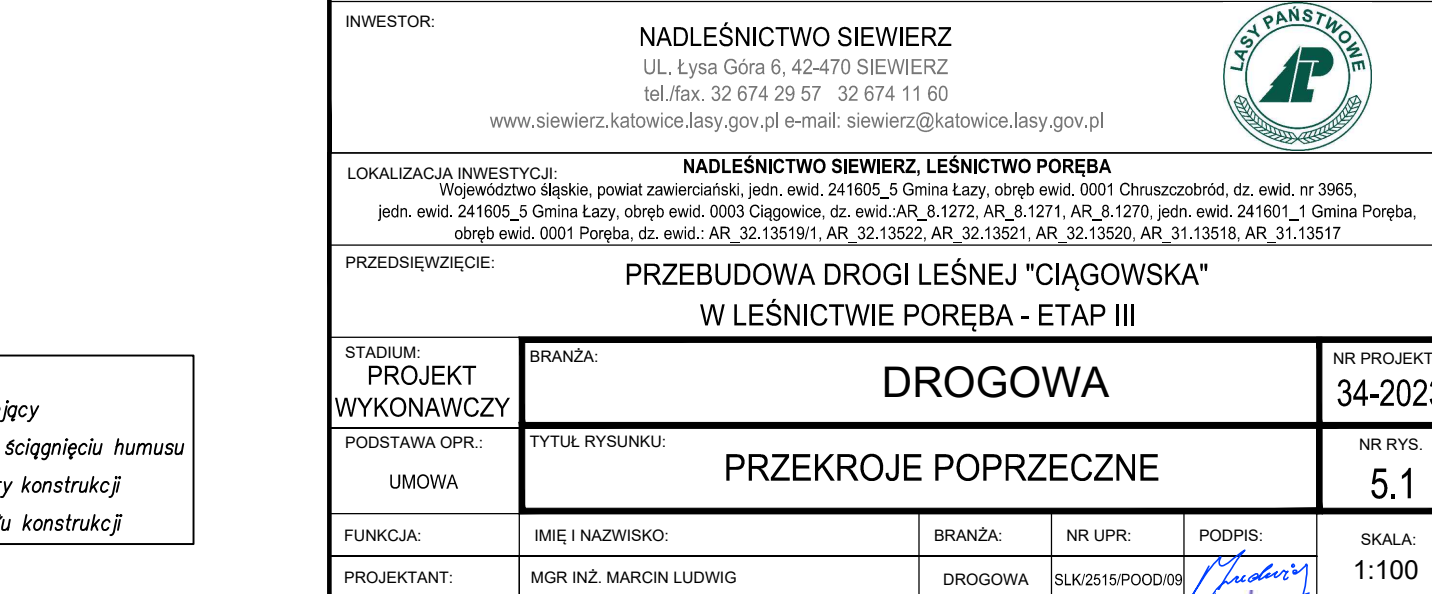 INWESTOR:
NADLEŚNICTWO SIEWIERZ
UL. Łysa Góra 6, 42-470 SIEWIERZ
tel./fax. 32 674 29 57 32 674 11 60
www.siewierz.katowice.lasy.gov.pl e-mail: siewierz@katowice.lasy.gov.pl
LASY PAŃSTWOWE
LOKALIZACJA INWESTYCJI:
NADLEŚNICTWO SIEWIERZ, LEŚNICTWO PORĘBA
Województwo śląskie, powiat zawierciański, jedn. ewid. 241605_5 Gmina Łazy, obręb ewid. 0001 Chruszczobród, dz. ewid. nr 3965,
jedn. ewid. 241605_5 Gmina Łazy, obręb ewid. 0003 Ciągowice, dz. ewid.:AR_8.1272, AR_8.1271, AR_8.1270, jedn. ewid. 241601_1 Gmina Poręba,
obręb ewid. 0001 Poręba, dz. ewid.: AR_32.13519/1, AR_32.13522, AR_32.13521, AR_32.13520, AR_31.13518, AR_31.13517
PRZEDSIĘWZIĘCIE:
PRZEBUDOWA DROGI LEŚNEJ "CIĄGOWSKA"
W LEŚNICTWIE PORĘBA - ETAP III
STADIUM:
PROJEKT
WYKONAWCZY
BRANŻA:
DROGOWA
NR PROJEKT
34-2023
PODSTAWA OPR.:
UMOWA
TYTUŁ RYSUNKU:
PRZEKROJE POPRZECZNE
NR RYS.
5.1
FUNKCJA:
IMIĘ I NAZWISKO:
BRANŻA:
NR UPR:
PODPIS:
SKALA:
1:100
PROJEKTANT:
MGR INŻ. MARCIN LUDWIG
DROGOWA
SLK/2515/POOD/09
Ludwig
jący
ściągnięciu humusu
y konstrukcji
u konstrukcji